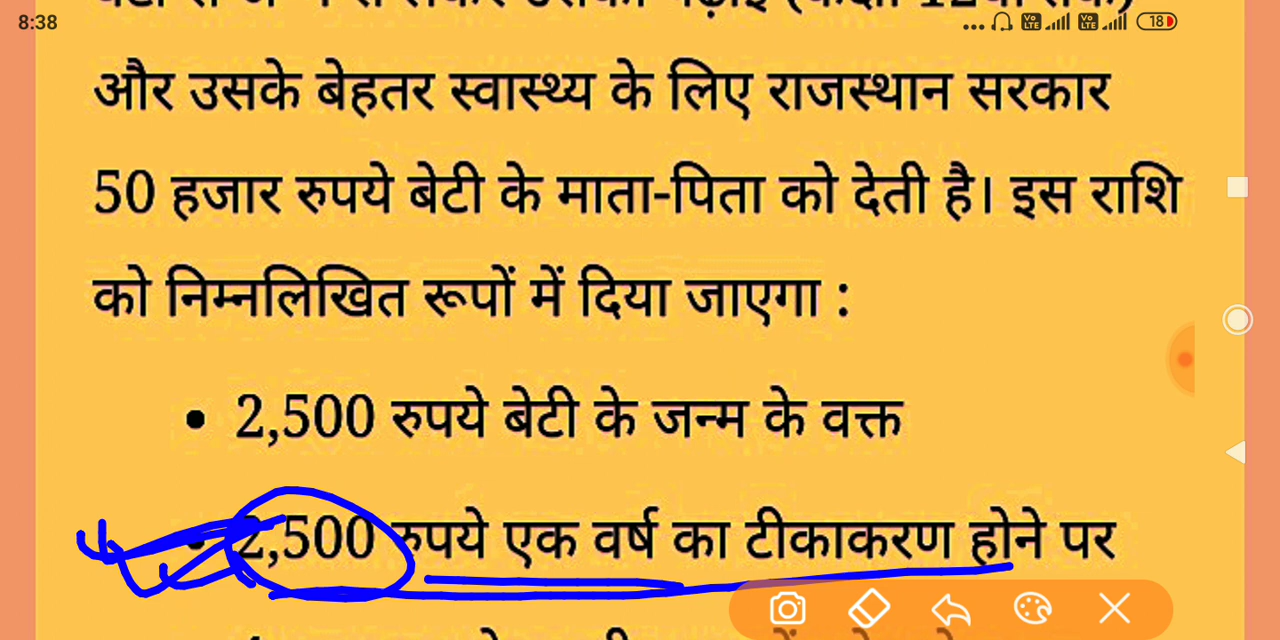 8:38
18
और उसके बेहतर स्वास्थ्य के लिए राजस्थान सरकार
50 हजार रुपये बेटी के माता-पिता को देती है। इस राशि
को निम्नलिखित रूपों में दिया जाएगा :
• 2,500 रुपये बेटी के जन्म के वक्त
• 2,500 रुपये एक वर्ष का टीकाकरण होने पर